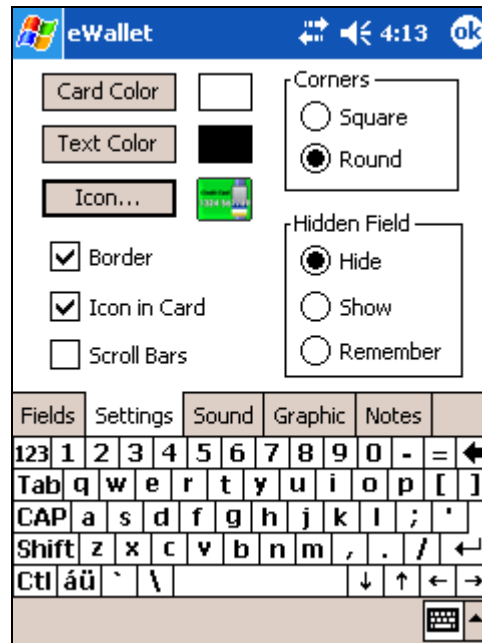 eWallet 4:13 ok
Card Color
Text Color
Icon...
Border
Icon in Card
Scroll Bars
Corners
Square
Round
Hidden Field
Hide
Show
Remember
Fields Settings Sound Graphic Notes
123 1 2 3 4 5 6 7 8 9 0 - = ←
Tab q w e r t y u i o p [ ]
CAP a s d f g h j k l ; '
Shift z x c v b n m , . / ↵
Ctl áü ` \ ↓ ↑ ← →